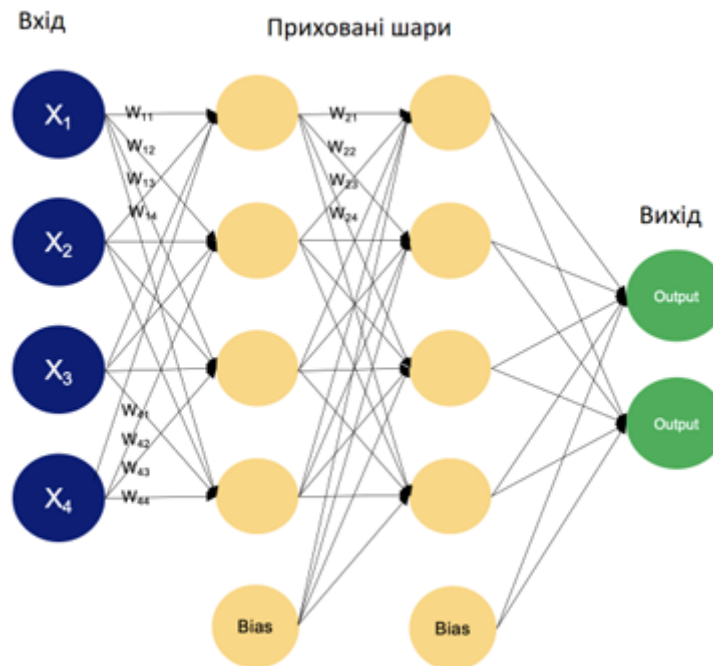 Вхід
Приховані шари
X₁
W₁₁
W₂₁
W₁₂
W₂₂
W₁₃
W₂₃
W₁₄
W₂₄
X₂
Вихід
Output
X₃
W₄₁
Output
W₄₂
W₄₃
X₄
W₄₄
Bias
Bias